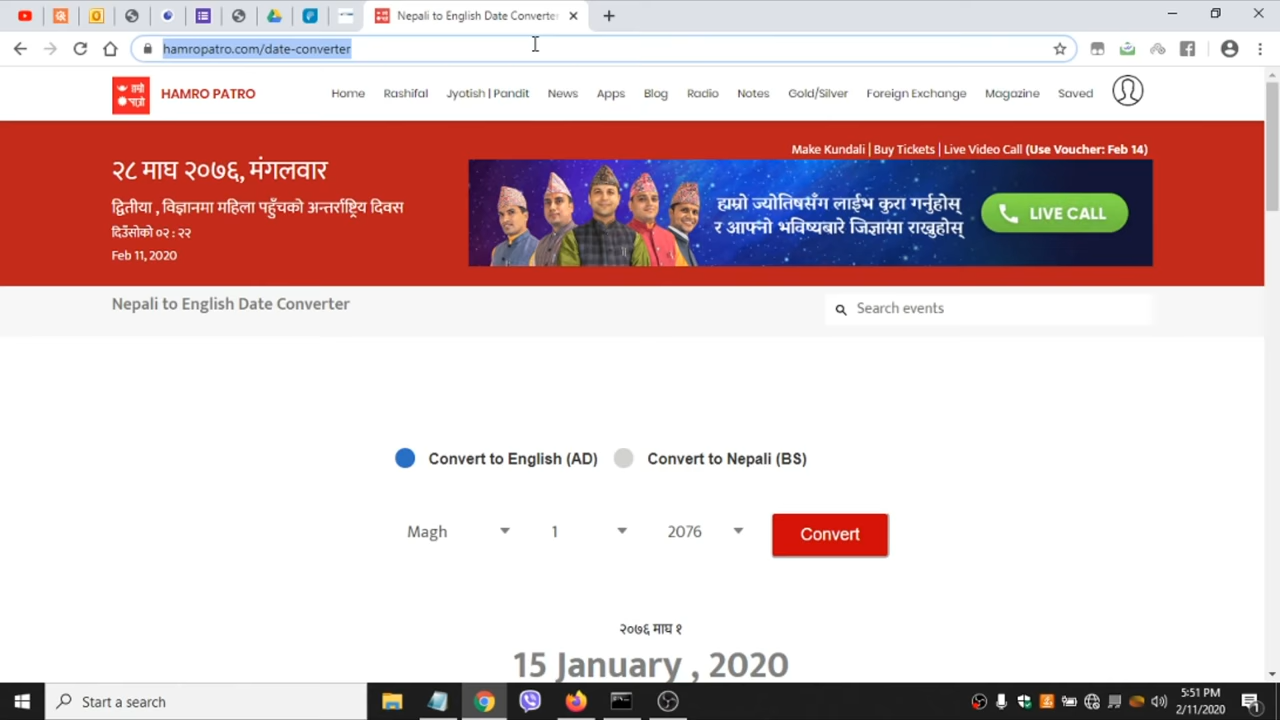 Nepali to English Date Converter
hamropatro.com/date-converter
हाम्रो पात्रो
HAMRO PATRO
Home Rashifal Jyotish | Pandit News Apps Blog Radio Notes Gold/Silver Foreign Exchange Magazine Saved
Make Kundali | Buy Tickets | Live Video Call (Use Voucher: Feb 14)
२८ माघ २०७६, मंगलवार
द्वितीया , विज्ञानमा महिला पहुँचको अन्तर्राष्ट्रिय दिवस
दिउँसोको ०२ : २२
Feb 11, 2020
हाम्रो ज्योतिषसँग लाईभ कुरा गर्नुहोस्
र आफ्नो भविष्यबारे जिज्ञासा राख्नुहोस्
LIVE CALL
Nepali to English Date Converter
Search events
Convert to English (AD) Convert to Nepali (BS)
Magh 1 2076 Convert
२०७६ माघ १
15 January , 2020
Start a search
5:51 PM
2/11/2020